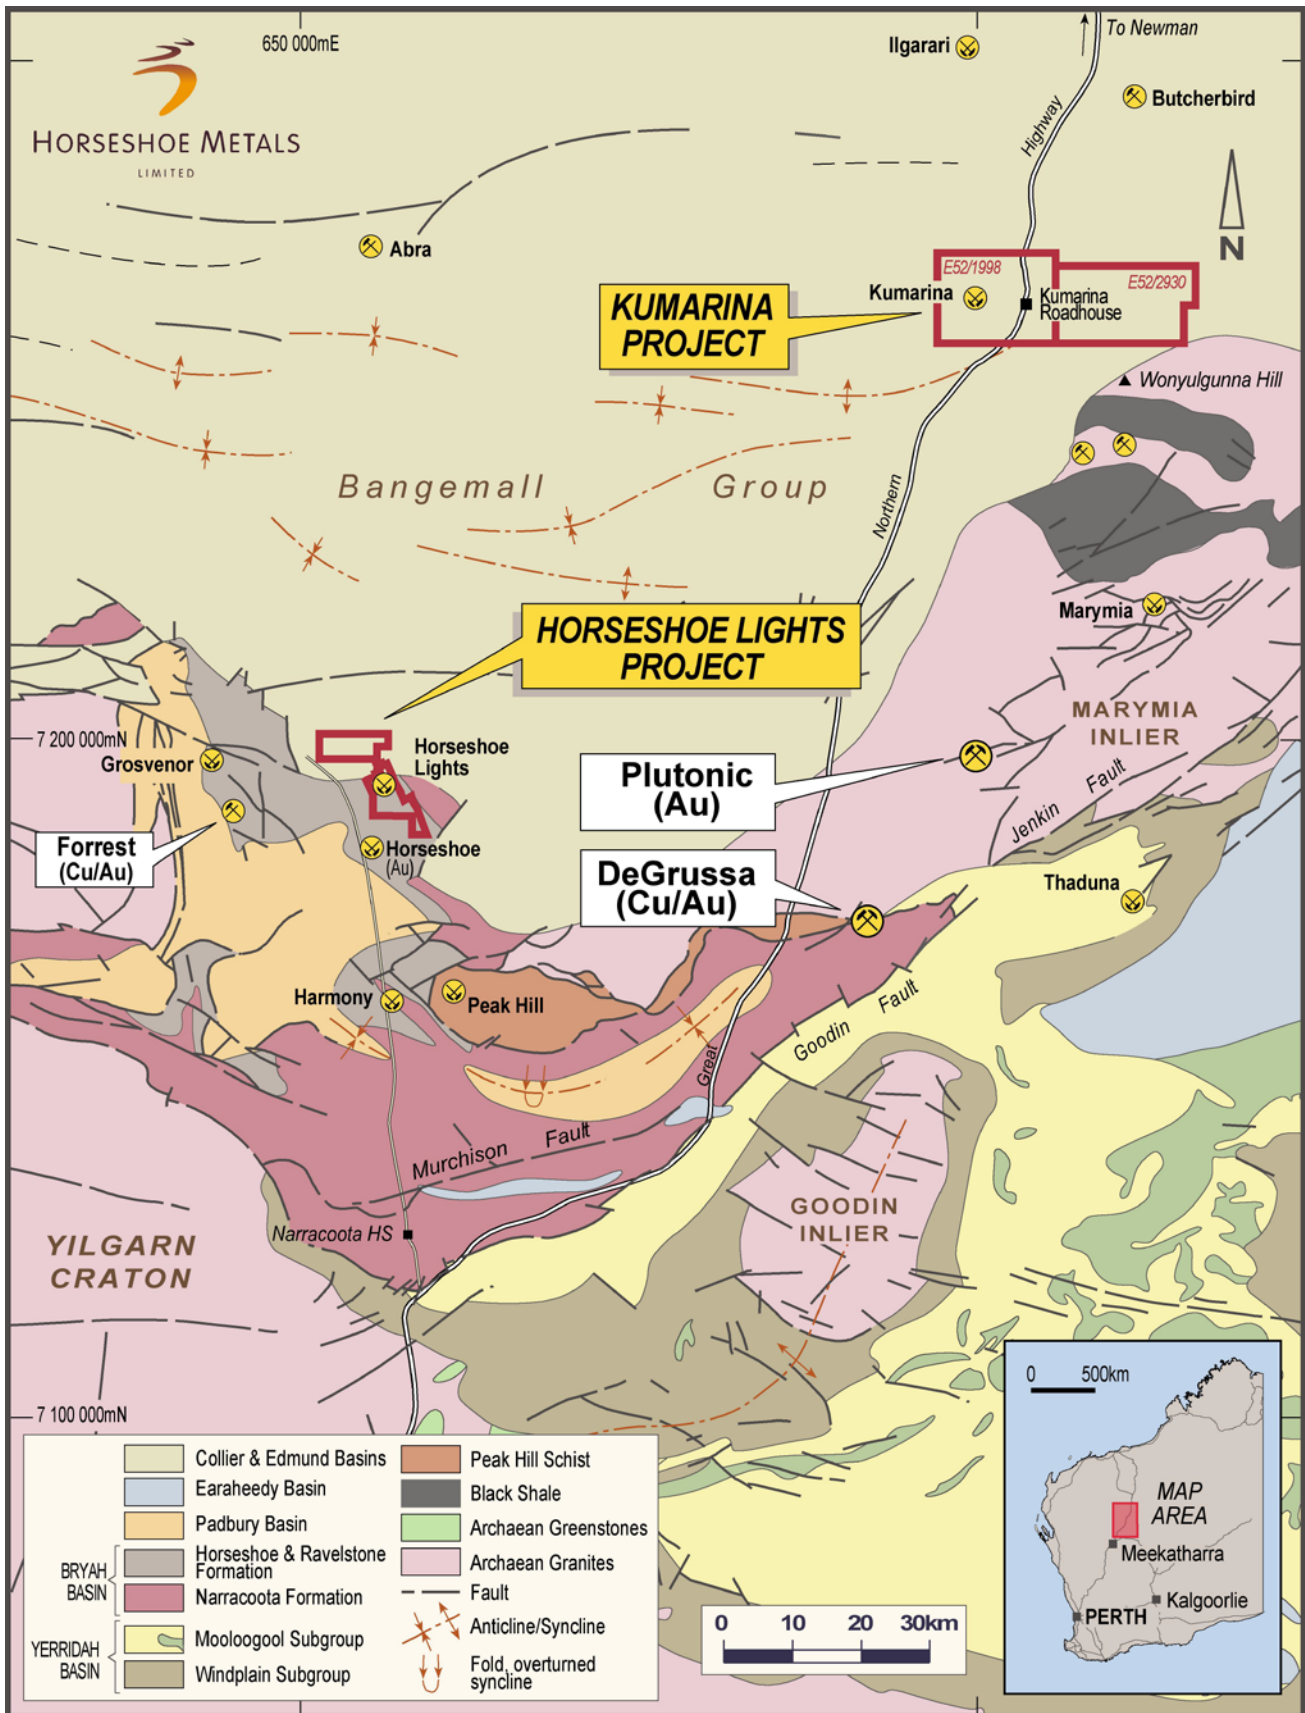 650 000mE
Ilgarari
To Newman
Butcherbird
HORSESHOE METALS
LIMITED
Highway
N
Abra
E52/1998
E52/2930
Kumarina
Kumarina
Roadhouse
KUMARINA
PROJECT
Wonyulgunna Hill
Bangemall Group
Northern
Marymia
HORSESHOE LIGHTS
PROJECT
MARYMIA
INLIER
7 200 000mN
Horseshoe
Lights
Grosvenor
Plutonic
(Au)
Jenkin Fault
Forrest
(Cu/Au)
Horseshoe
(Au)
DeGrussa
(Cu/Au)
Thaduna
Harmony
Peak Hill
Goodin Fault
Great
Murchison Fault
GOODIN
INLIER
Narracoota HS
YILGARN
CRATON
7 100 000mN
Collier & Edmund Basins
Earaheedy Basin
Padbury Basin
BRYAH
BASIN
Horseshoe & Ravelstone
Formation
Narracoota Formation
YERRIDAH
BASIN
Mooloogool Subgroup
Windplain Subgroup
Peak Hill Schist
Black Shale
Archaean Greenstones
Archaean Granites
Fault
Anticline/Syncline
Fold, overturned
syncline
0 10 20 30km
0 500km
MAP
AREA
Meekatharra
Kalgoorlie
PERTH